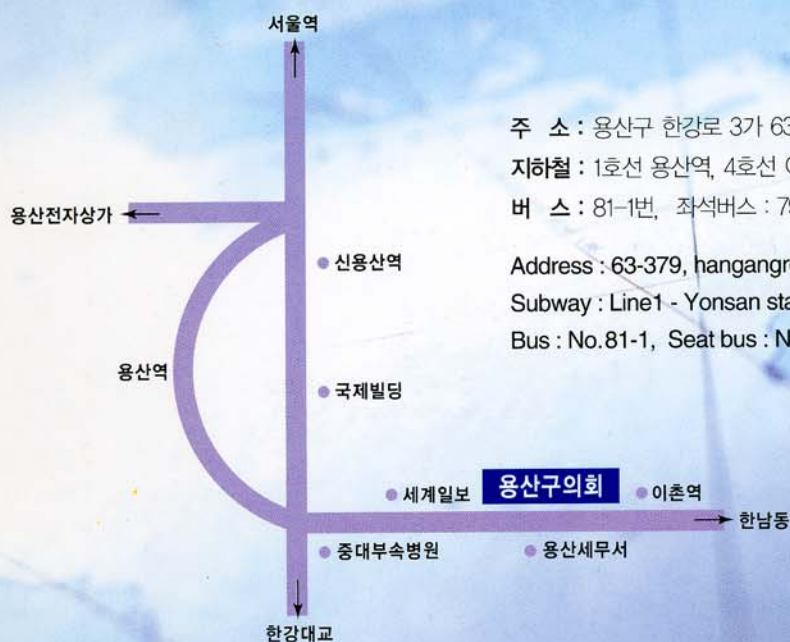 서울역
주 소 : 용산구 한강로 3가 63
지하철 : 1호선 용산역, 4호선
버 스 : 81-1번, 좌석버스 :
용산전자상가
신용산역
Address : 63-379,
Subway : Line1 - Yonsan
Bus : No.81-1, Seat bus :
용산역
국제빌딩
세계일보
용산구의회
이촌역
한남동
중대부속병원
용산세무서
한강대교